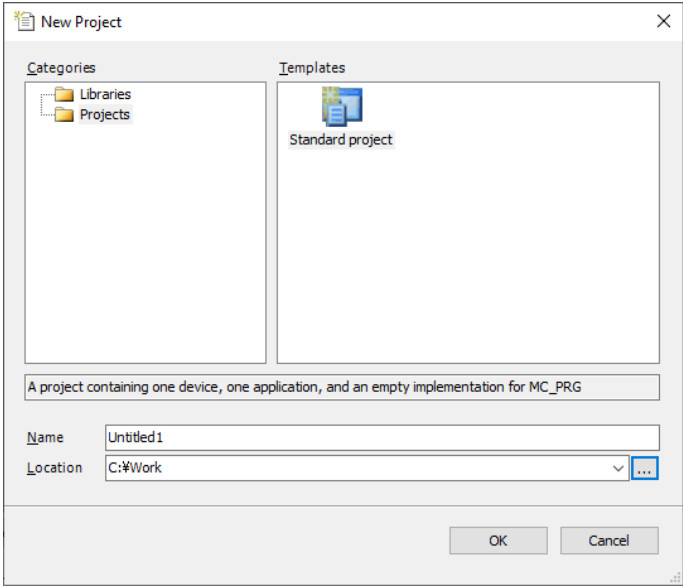 New Project
Categories
Templates
Libraries
Projects
Standard project
A project containing one device, one application, and an empty implementation for MC_PRG
Name
Untitled1
Location
C:¥Work
...
OK
Cancel